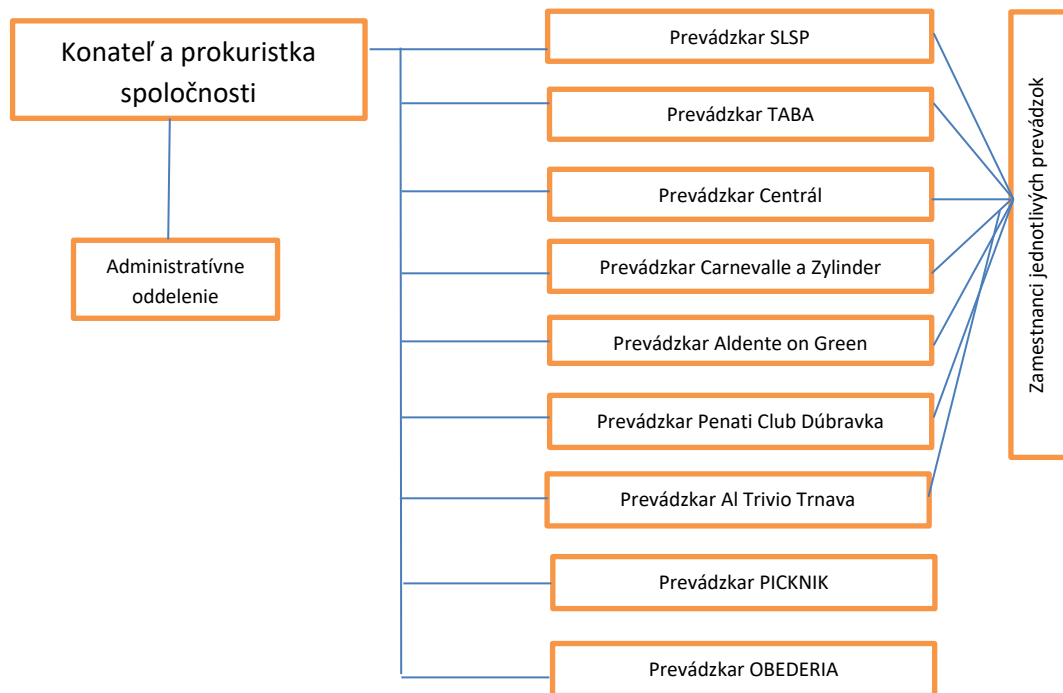 Konateľ a prokuristka
spoločnosti
Administratívne
oddelenie
Prevádzkar SLSP
Prevádzkar TABA
Prevádzkar Centrál
Prevádzkar Carnevalle a Zylinder
Prevádzkar Aldente on Green
Prevádzkar Penati Club Dúbravka
Prevádzkar Al Trivio Trnava
Prevádzkar PICKNIK
Prevádzkar OBEDERIA
Zamestnanci jednotlivých prevádzok